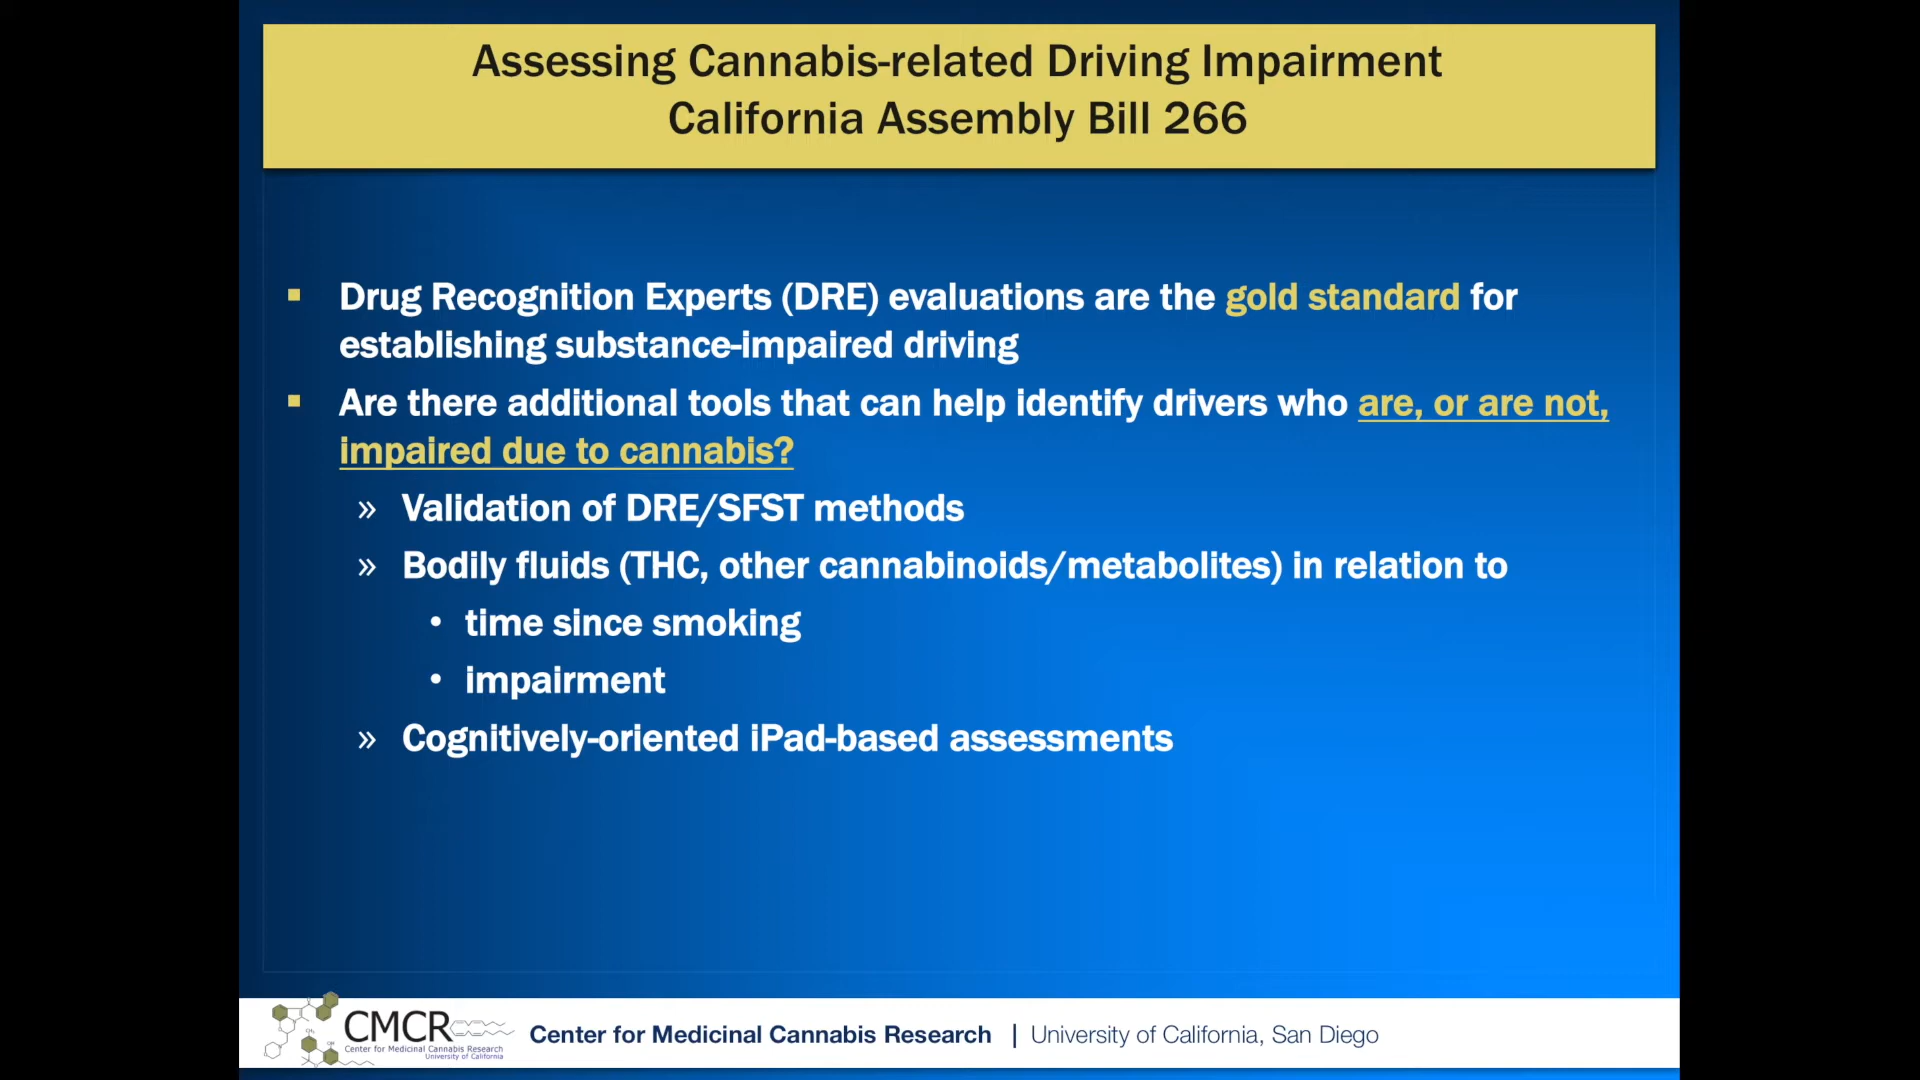 Assessing Cannabis-related Driving Impairment
California Assembly Bill 266
▪ Drug Recognition Experts (DRE) evaluations are the gold standard for
establishing substance-impaired driving
▪ Are there additional tools that can help identify drivers who are, or are not,
impaired due to cannabis?
» Validation of DRE/SFST methods
» Bodily fluids (THC, other cannabinoids/metabolites) in relation to
• time since smoking
• impairment
» Cognitively-oriented iPad-based assessments
CMCR
Center for Medicinal Cannabis Research
University of California
Center for Medicinal Cannabis Research | University of California, San Diego